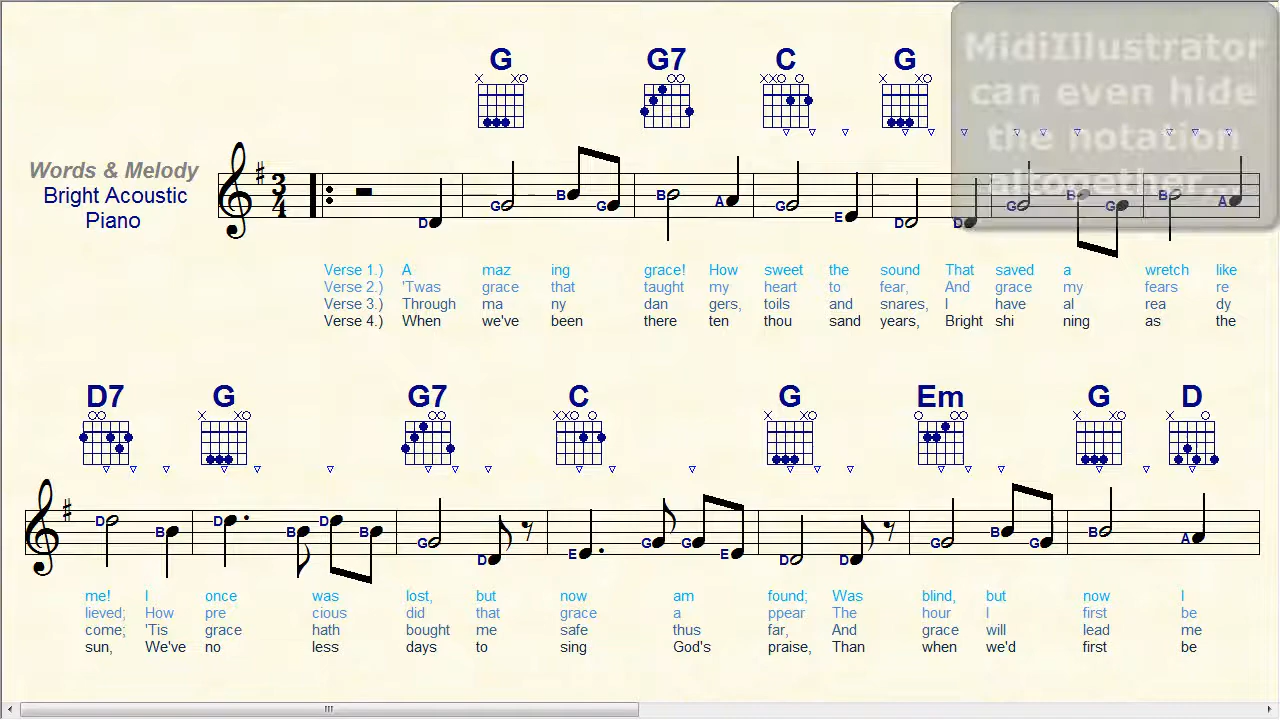 MidiIllustrator
can even hide
the notation
altogether...
G G7 C G
Words & Melody
Bright Acoustic
Piano
3
4
D G B G B A G E D D G B G B A
Verse 1.) A maz ing grace! How sweet the sound That saved a wretch like
Verse 2.) 'Twas grace that taught my heart to fear, And grace my fears re
Verse 3.) Through ma ny dan gers, toils and snares, I have al rea dy
Verse 4.) When we've been there ten thou sand years, Bright shi ning as the
D7 G G7 C G Em G D
D B D B D B G D E G G E D D G B G B A
me! I once was lost, but now am found; Was blind, but now I
lieved; How pre cious did that grace a ppear The hour I first be
come; 'Tis grace hath bought me safe thus far, And grace will lead me
sun, We've no less days to sing God's praise, Than when we'd first be